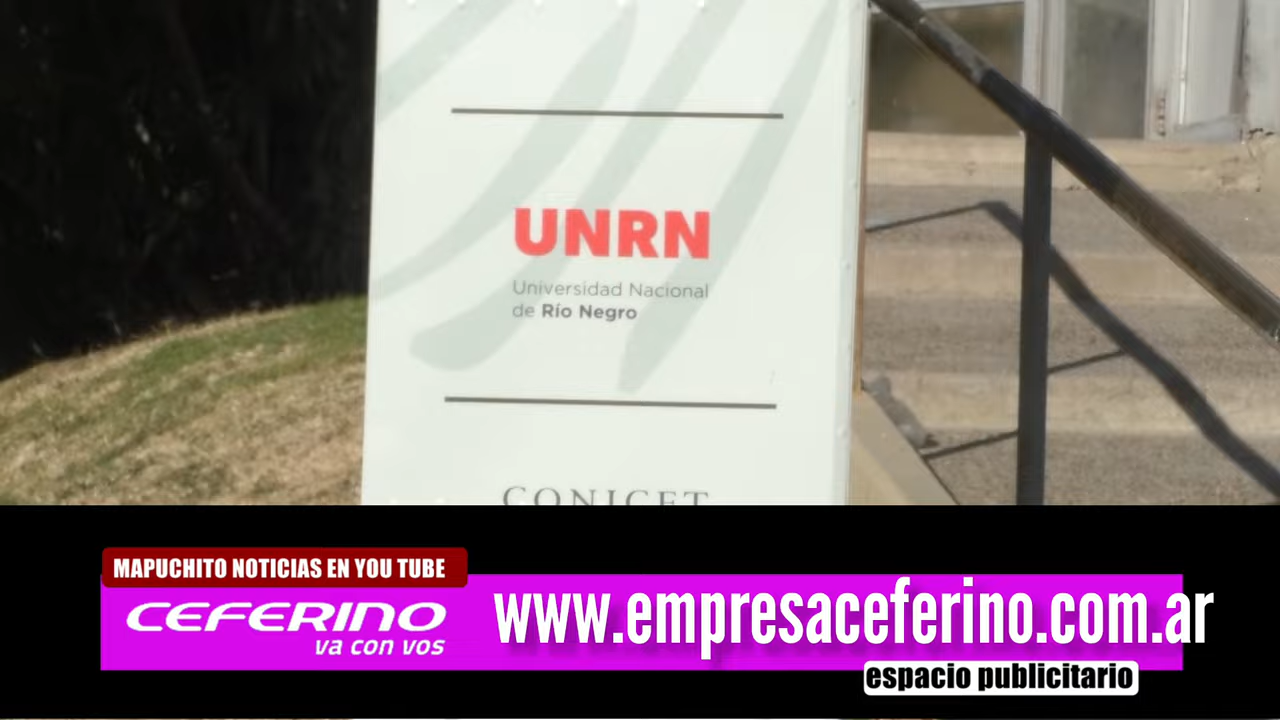 UNRN
Universidad Nacional
de Río Negro
CONICET
MAPUCHITO NOTICIAS EN YOU TUBE
CEFERINO
va con vos
www.empresaceferino.com.ar
espacio publicitario